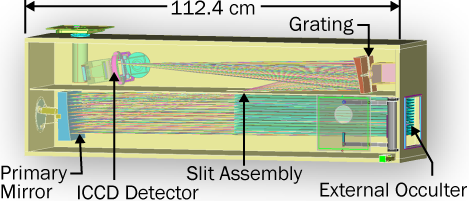 112.4 cm
Grating
Slit Assembly
Primary
Mirror
ICCD Detector
External Occulter